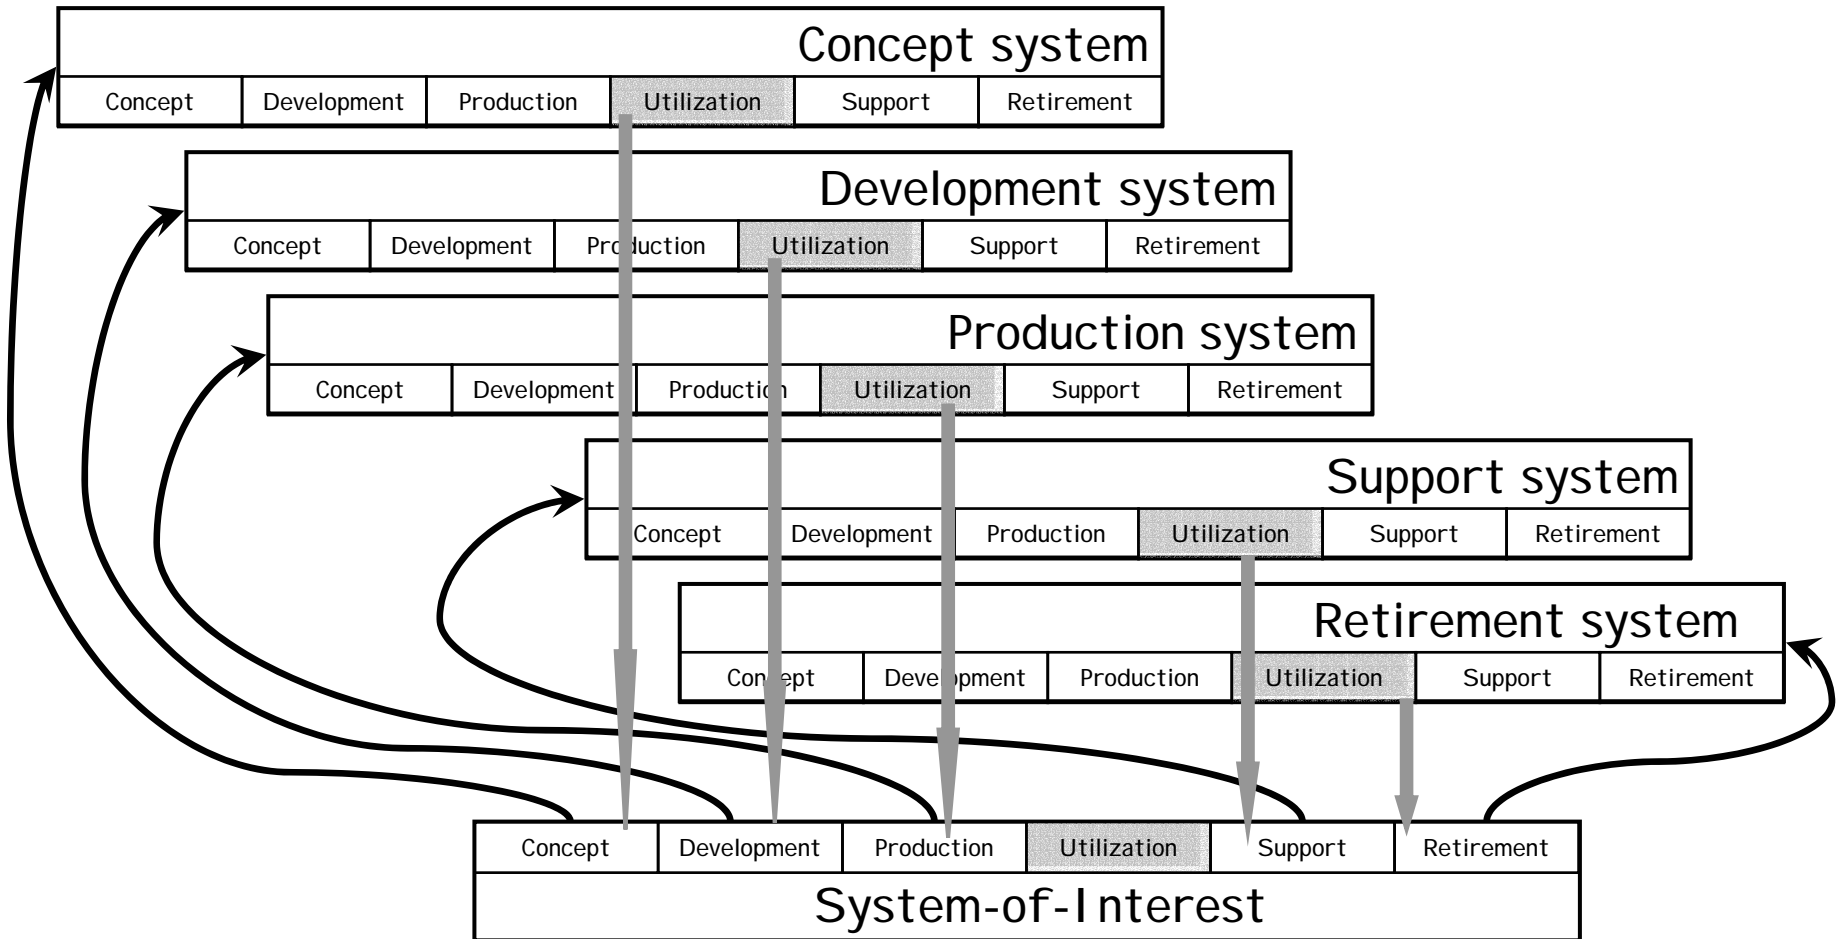 Concept system
Concept Development Production Utilization Support Retirement
Development system
Concept Development Production Utilization Support Retirement
Production system
Concept Development Production Utilization Support Retirement
Support system
Concept Development Production Utilization Support Retirement
Retirement system
Concept Development Production Utilization Support Retirement
Concept Development Production Utilization Support Retirement
System-of-Interest